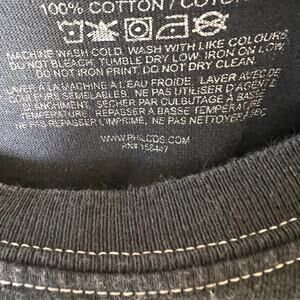 100% COTTON / COTON
MACHINE WASH COLD. WASH WITH LIKE COLOURS.
DO NOT BLEACH, TUMBLE DRY LOW. IRON ON LOW,
DO NOT IRON PRINT, DO NOT DRY CLEAN.
LAVER À LA MACHINE À L'EAU FROIDE. LAVER AVEC DE
COULEURS SEMBLABLES. NE PAS UTILISER D'AGENT
BLANCHIMENT. SÉCHER PAR CULBUTAGE À BASSE
TEMPÉRATURE. REPASSER À BASSE TEMPÉRATURE
NE PAS REPASSER L'IMPRIMÉ, NE PAS NETTOYER À SEC.